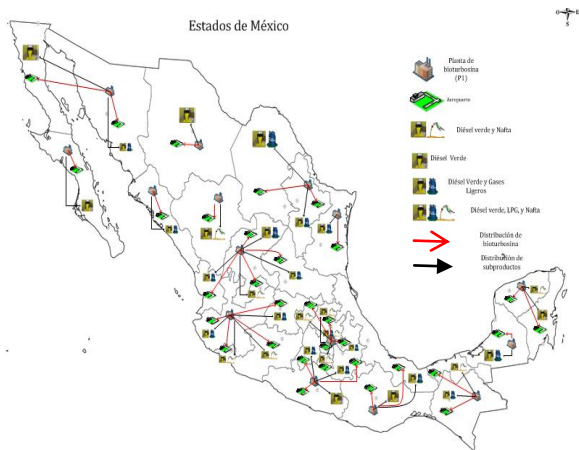 Estados de México
S
Planta de
bioturbosina
(P1)
Aeropuerto
Diésel verde y Nafta
Diésel Verde
Diésel Verde y Gases
Ligeros
Diésel verde, LPG, y Nafta
Distribución de
bioturbosina
Distribución de
subproductos